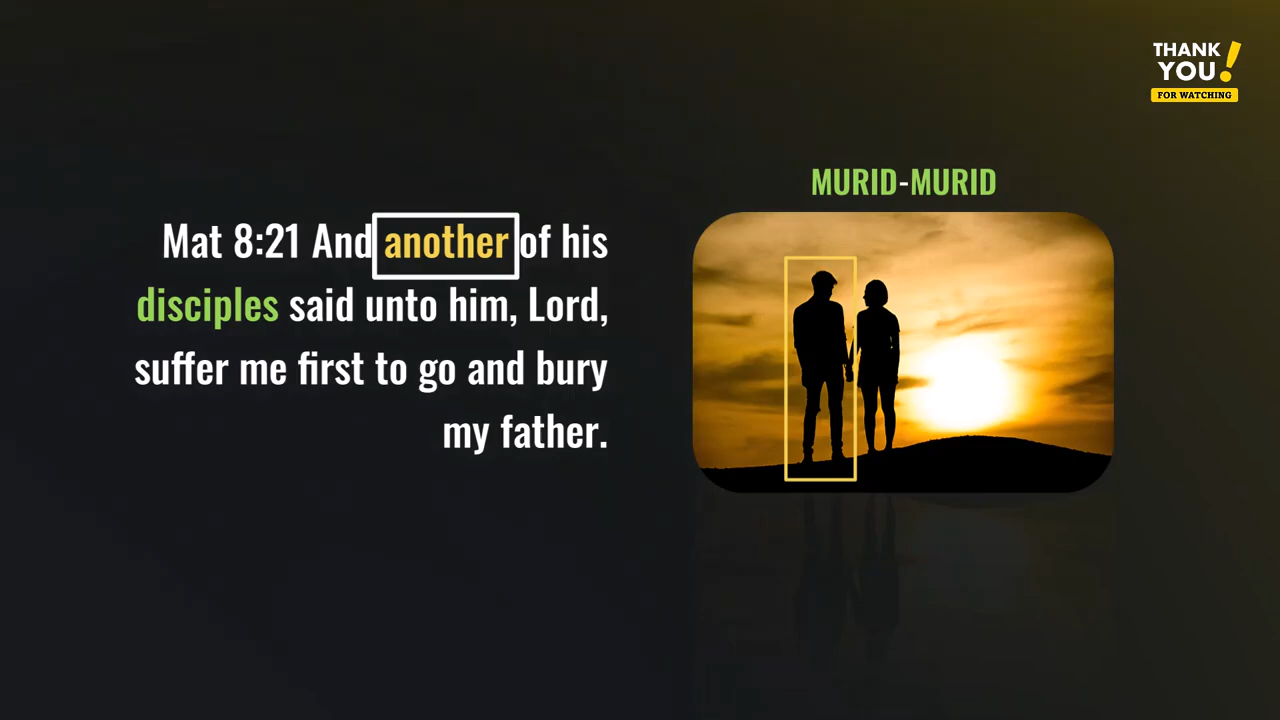 THANK
YOU!
FOR WATCHING
MURID-MURID
Mat 8:21 And another of his
disciples said unto him, Lord,
suffer me first to go and bury
my father.